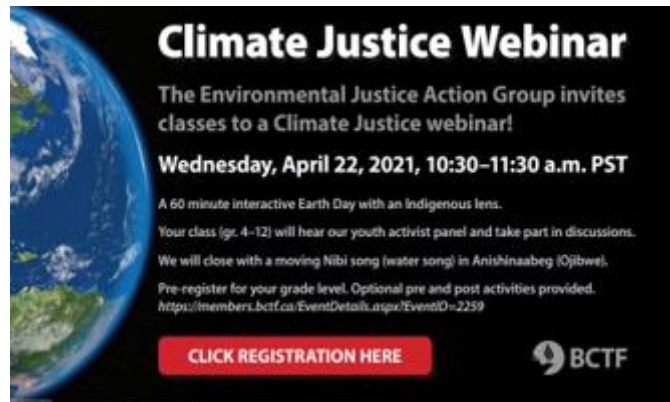 Climate Justice Webinar
The Environmental Justice Action Group invites
classes to a Climate Justice webinar!
Wednesday, April 22, 2021, 10:30–11:30 a.m. PST
A 60 minute interactive Earth Day with an Indigenous lens.
Your class (gr. 4–12) will hear our youth activist panel and take part in discussions.
We will close with a moving Nibi song (water song) in Anishinaabeg (Ojibwe).
Pre-register for your grade level. Optional pre and post activities provided.
https://members.bctf.ca/EventDetails.aspx?EventID=2259
CLICK REGISTRATION HERE
BCTF